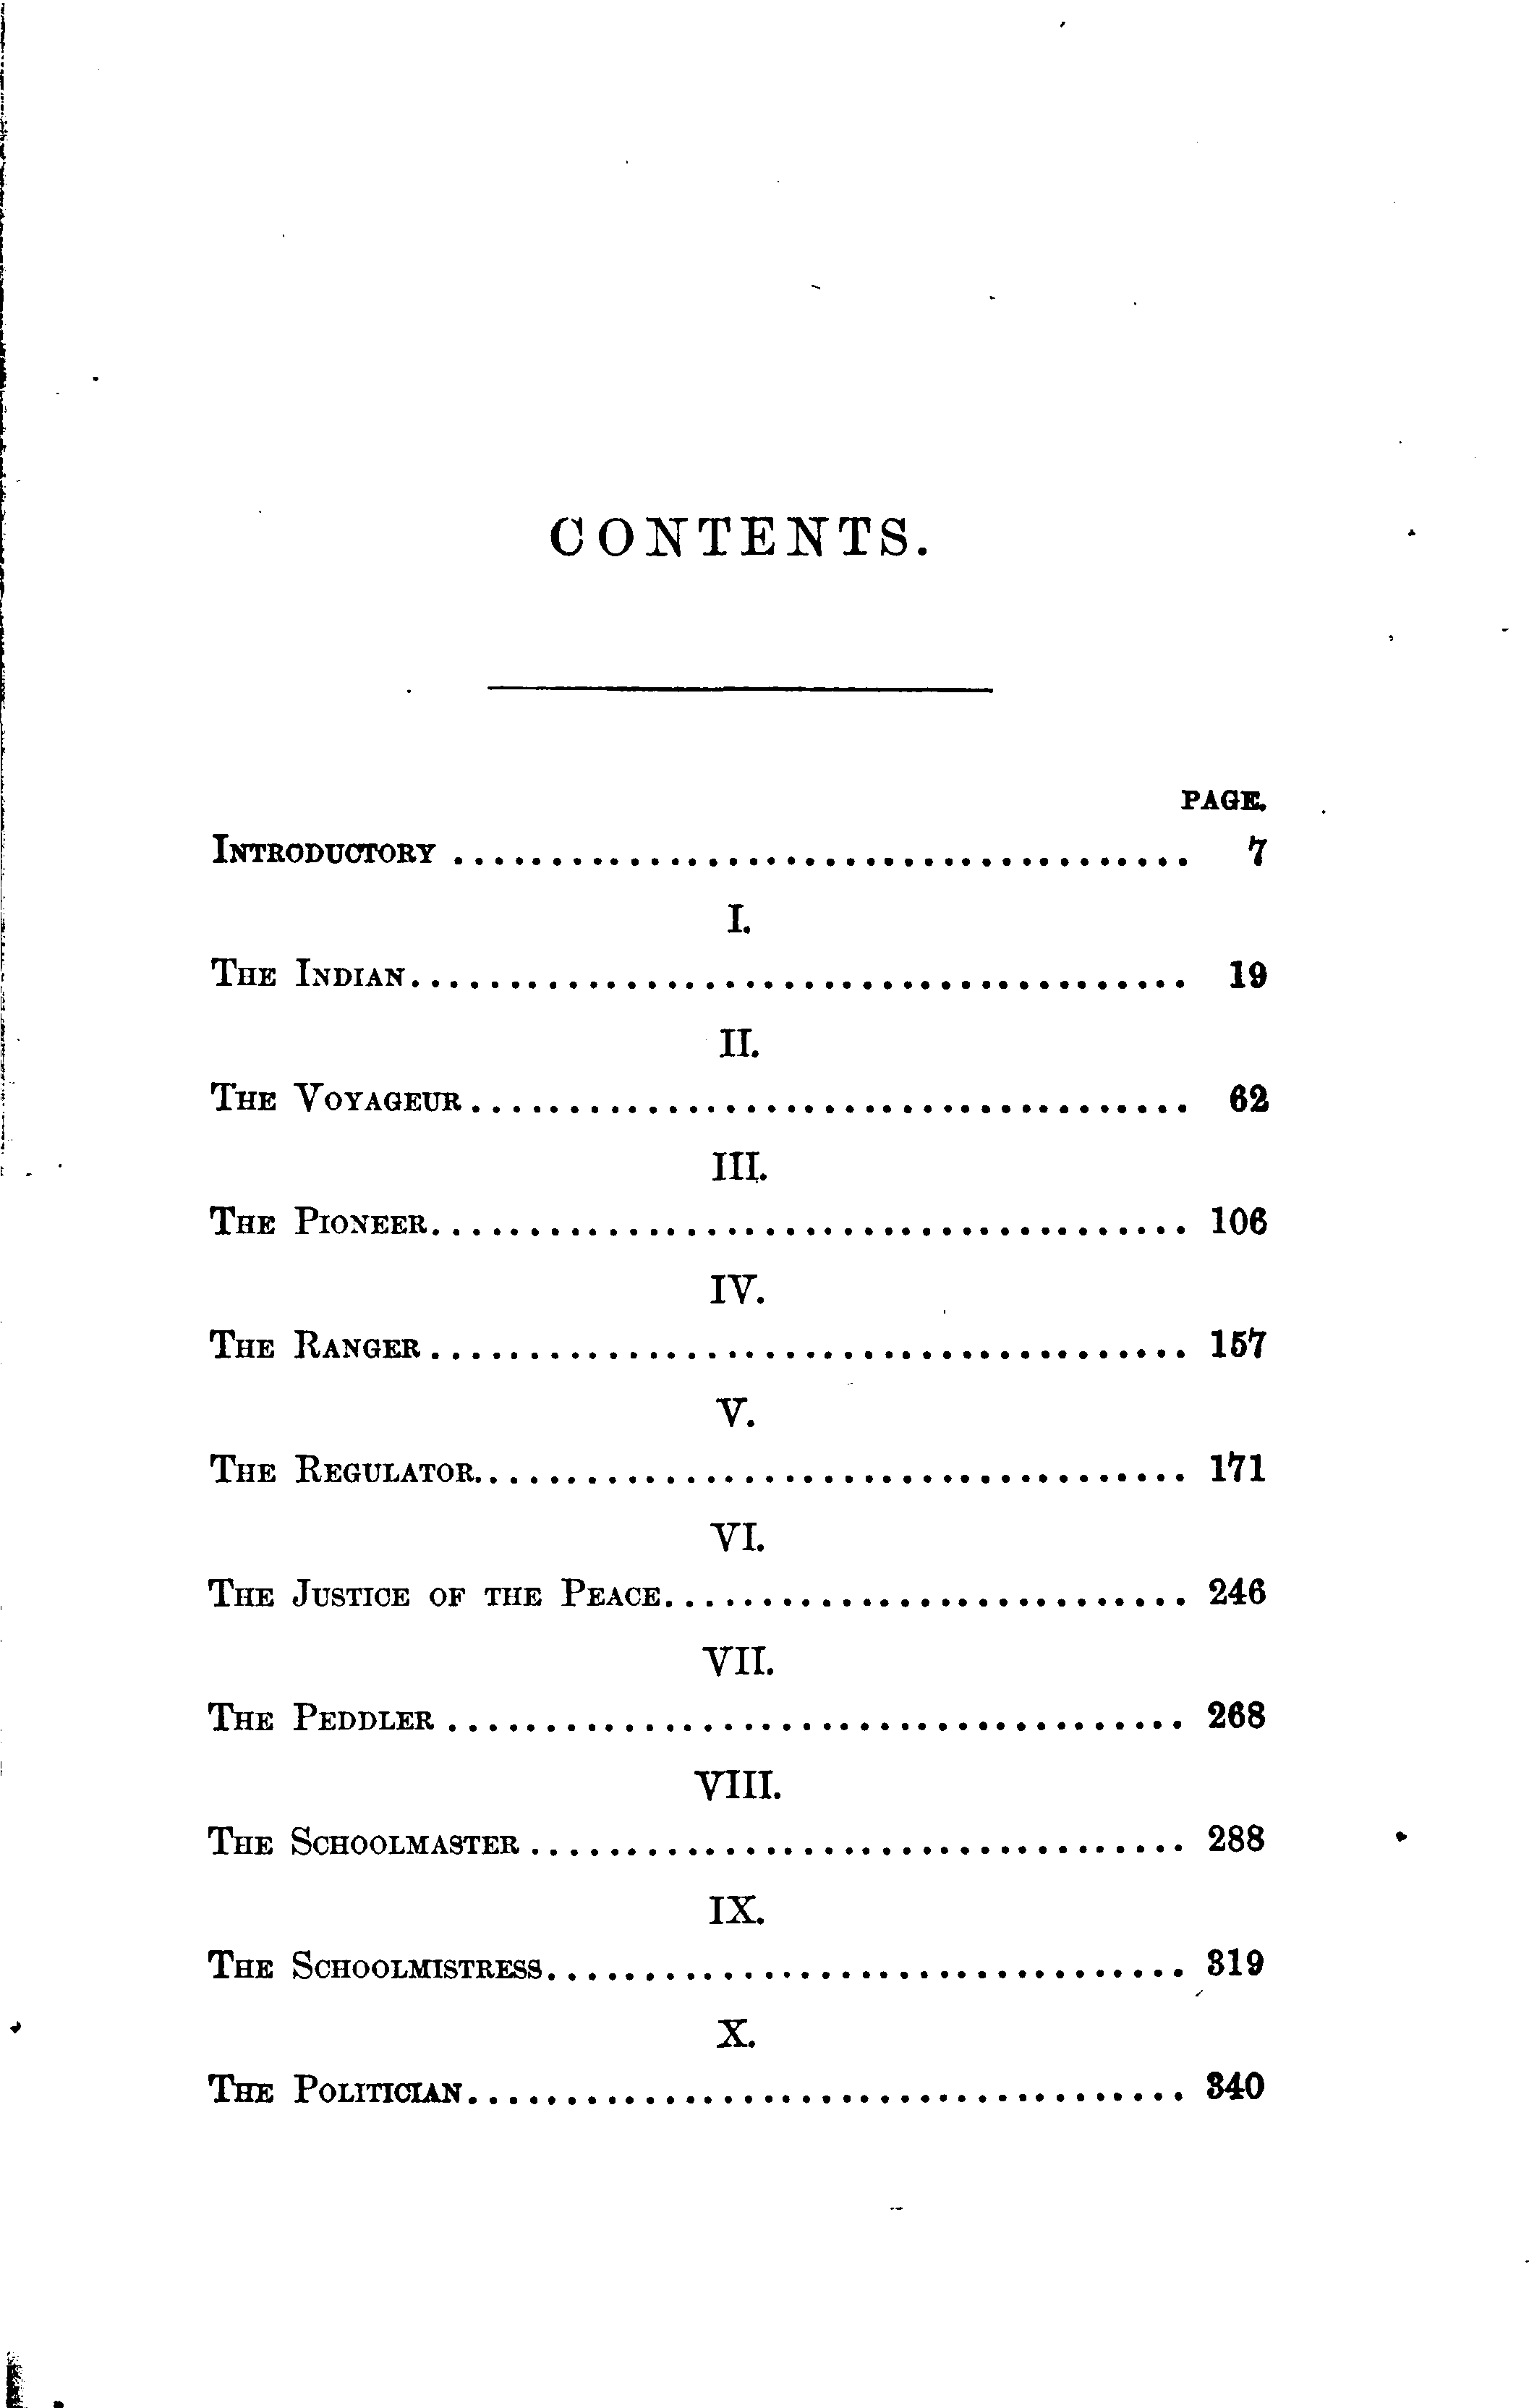 CONTENTS.
PAGE.
INTRODUCTORY ...................................... 7
I.
THE INDIAN........................................ 19
II.
THE VOYAGEUR..................................... 62
III.
THE PIONEER....................................... 106
IV.
THE RANGER ....................................... 157
V.
THE REGULATOR..................................... 171
VI.
THE JUSTICE OF THE PEACE........................... 246
VII.
THE PEDDLER ...................................... 268
VIII.
THE SCHOOLMASTER .................................. 288
IX.
THE SCHOOLMISTRESS................................. 319
X.
THE POLITICIAN..................................... 340